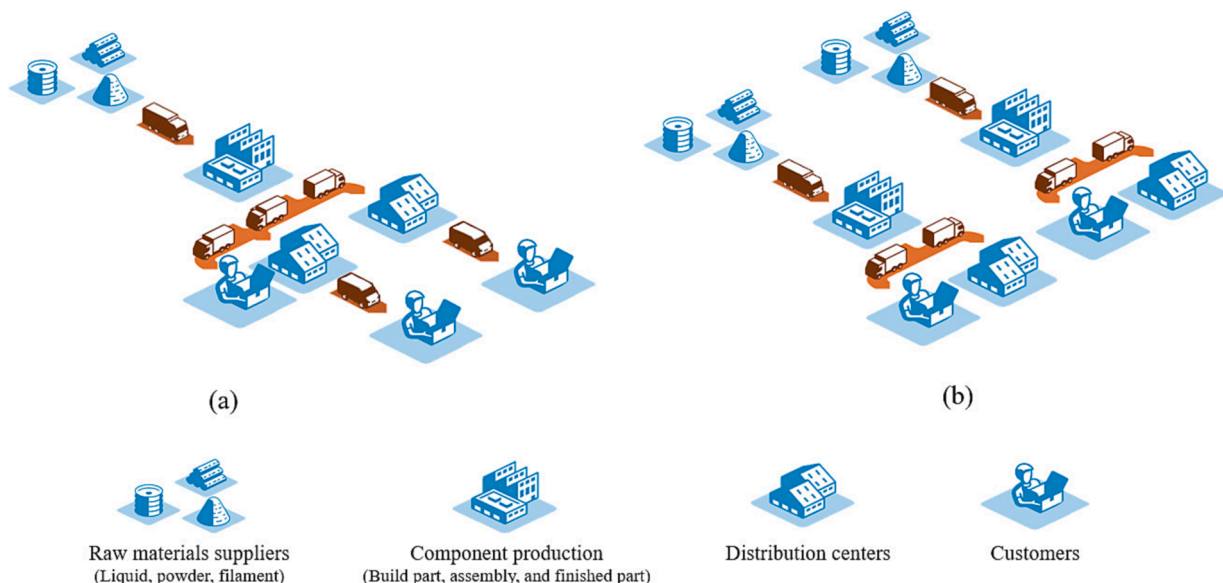 (a)
(b)
Raw materials suppliers
(Liquid, powder, filament)
Component production
(Build part, assembly, and finished part)
Distribution centers
Customers